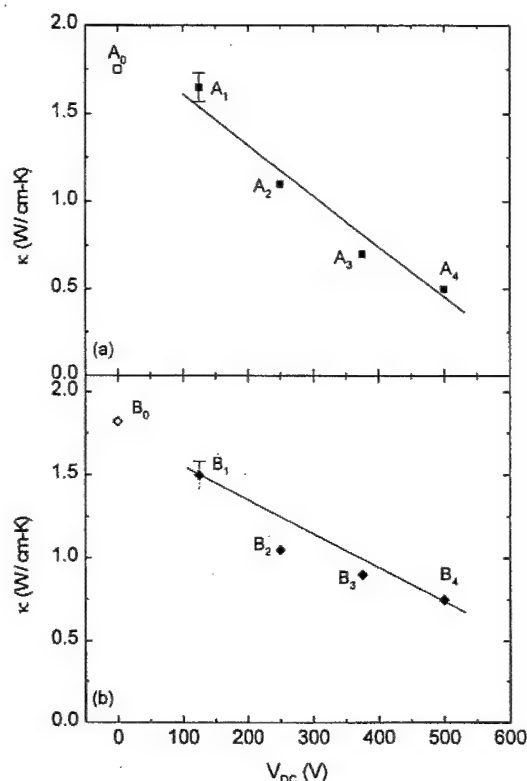 2.0
A₀
A₁
1.5
A₂
1.0
A₃
A₄
0.5
κ (W/cm-K)
0.0
(a)
2.0
B₀
B₁
1.5
B₂
1.0
B₃
B₄
0.5
κ (W/cm-K)
0.0
(b)
0 100 200 300 400 500 600
V_DC (V)